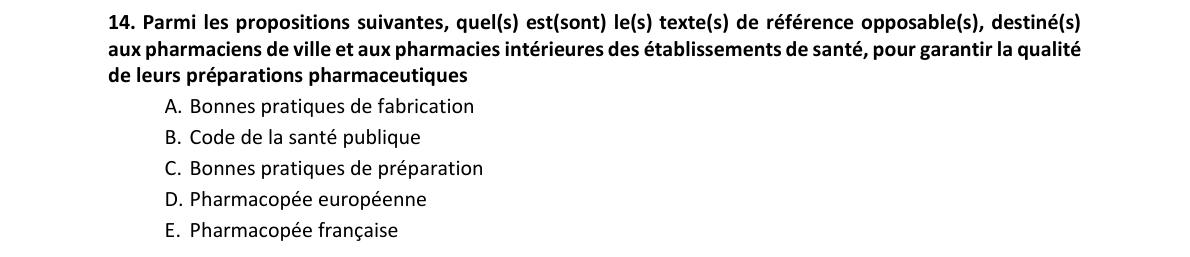 14. Parmi les propositions suivantes, quel(s) est(sont) le(s) texte(s) de référence opposable(s), destiné(s)
aux pharmaciens de ville et aux pharmacies intérieures des établissements de santé, pour garantir la qualité
de leurs préparations pharmaceutiques
A. Bonnes pratiques de fabrication
B. Code de la santé publique
C. Bonnes pratiques de préparation
D. Pharmacopée européenne
E. Pharmacopée française